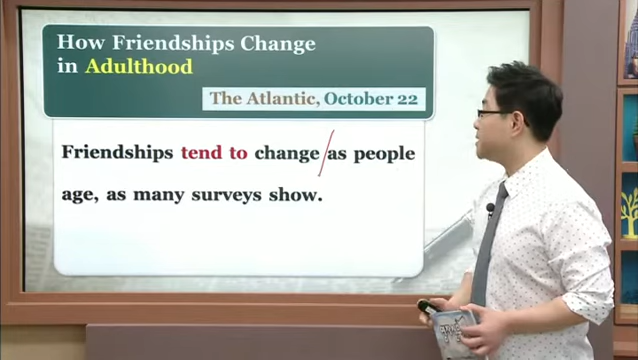 How Friendships Change
in Adulthood
The Atlantic, October 22
Friendships tend to change as people
age, as many surveys show.